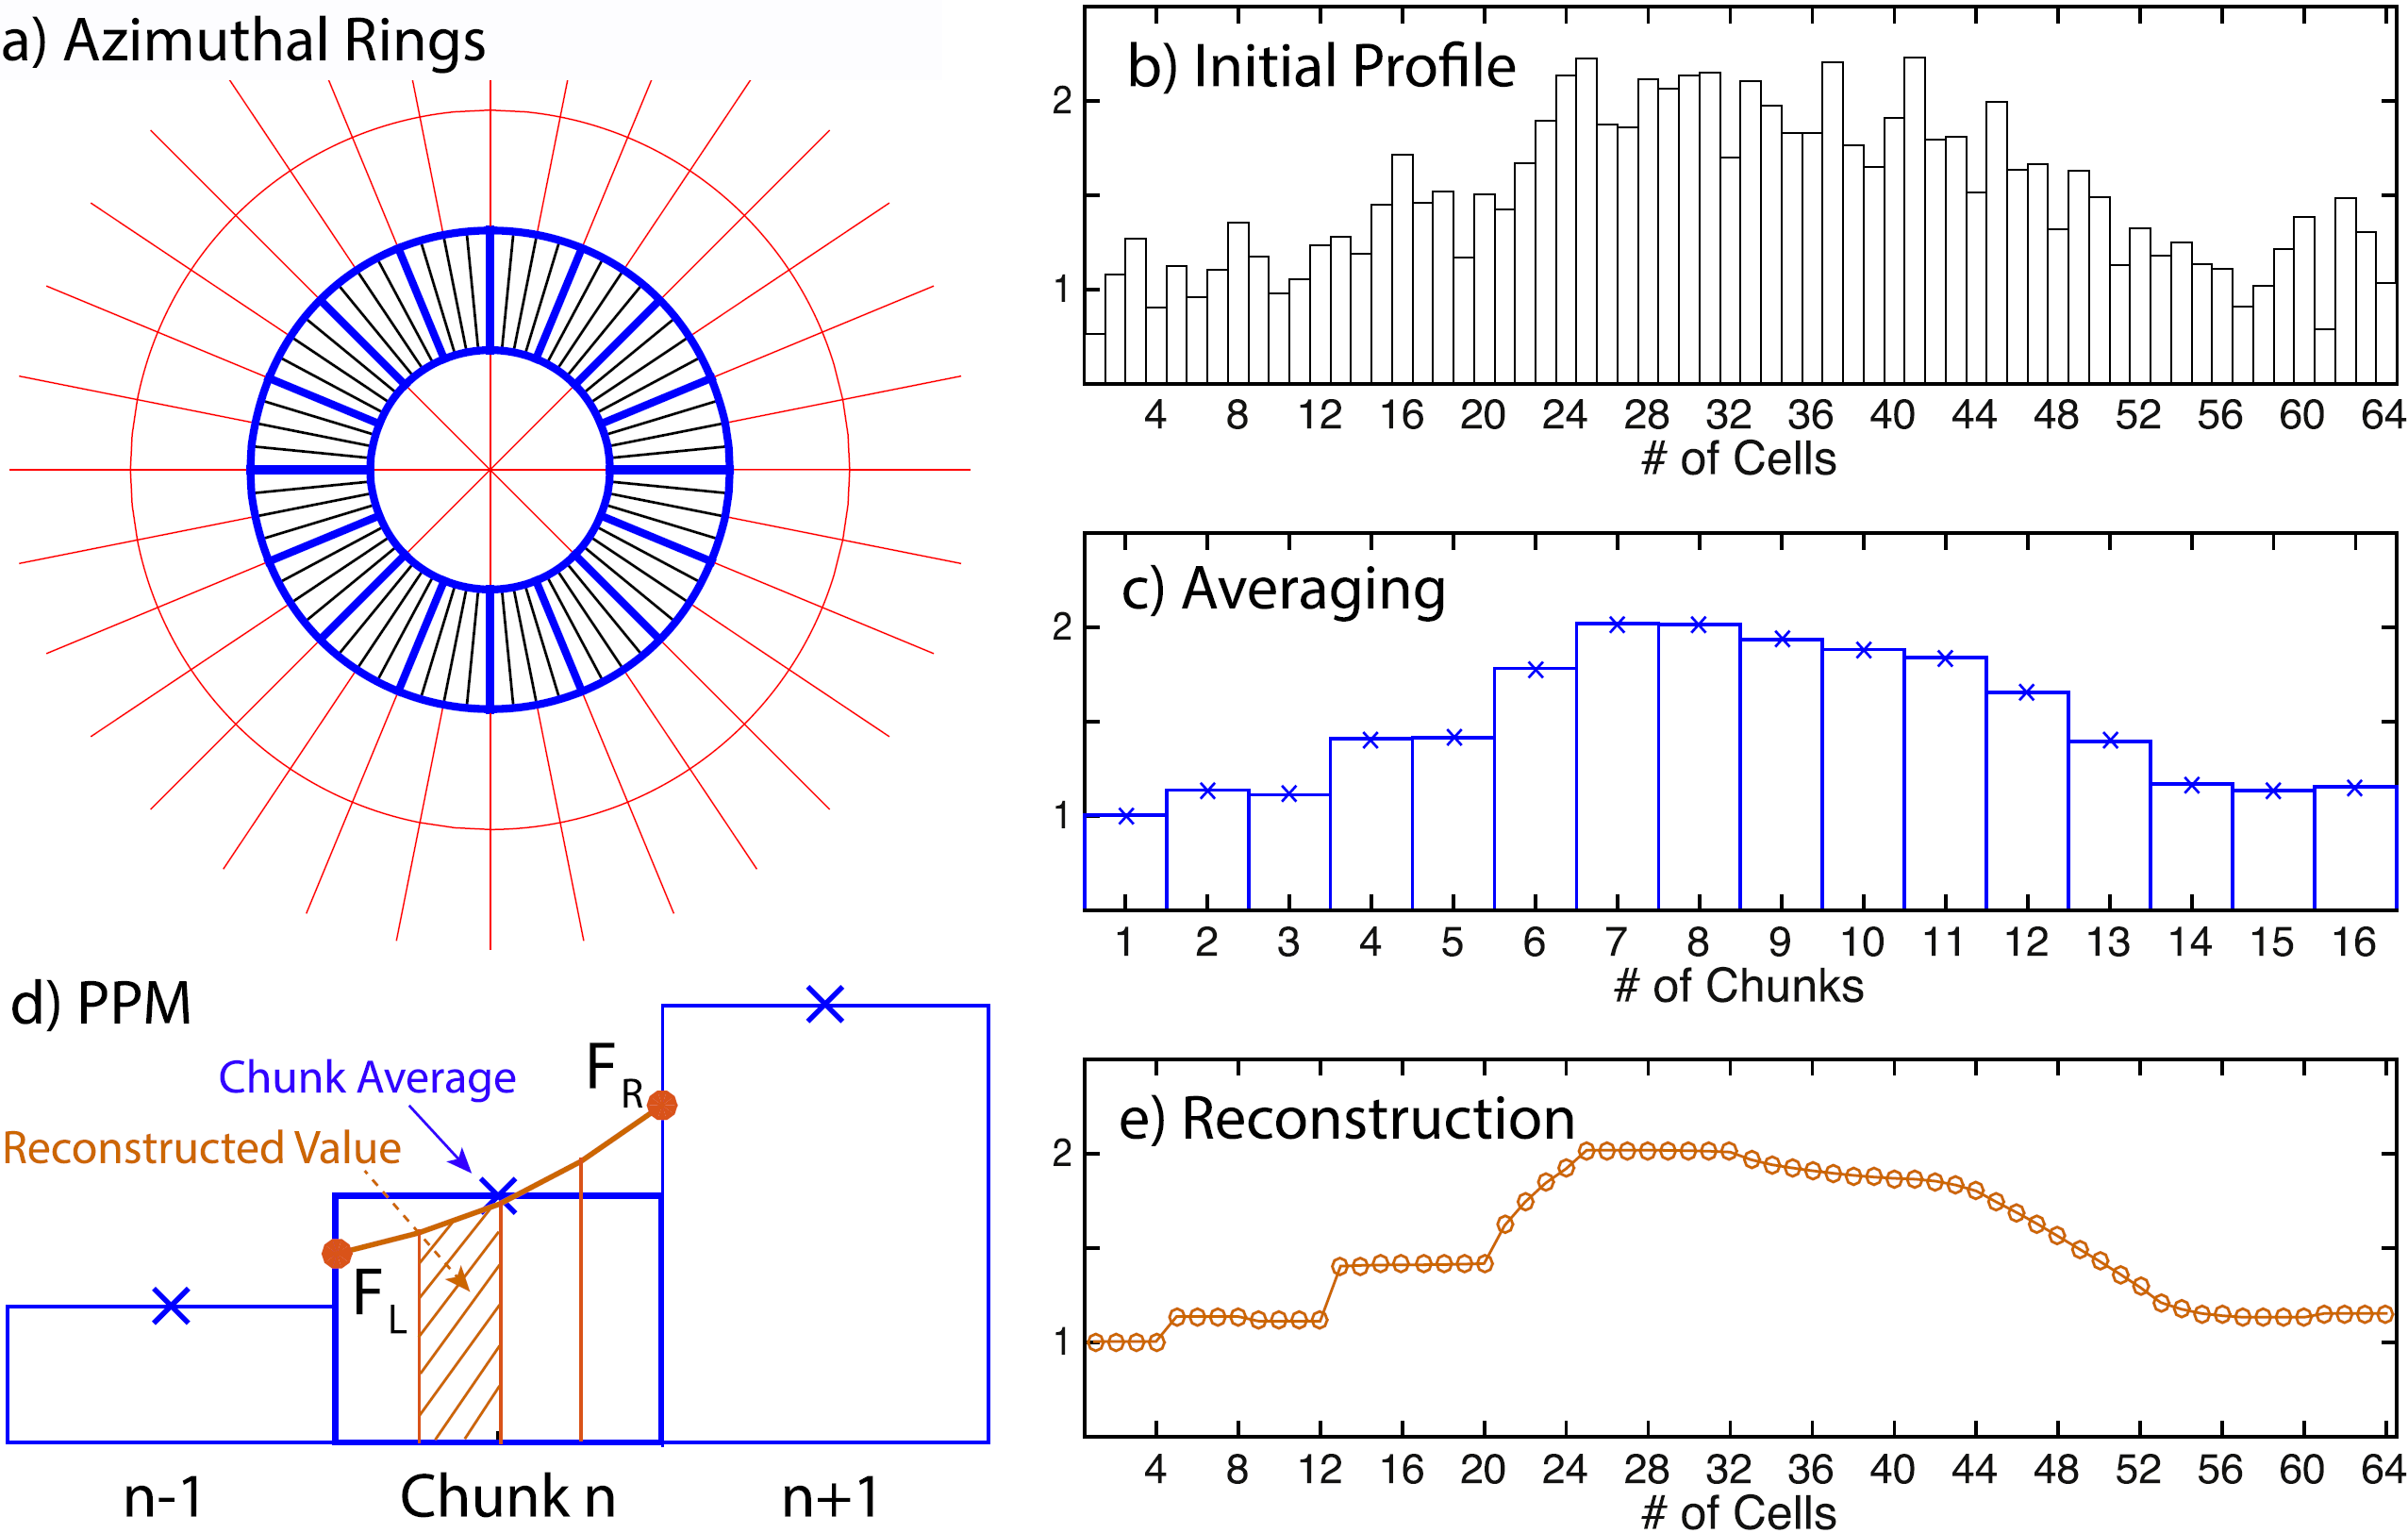 a) Azimuthal Rings
b) Initial Profile
2
1
4 8 12 16 20 24 28 32 36 40 44 48 52 56 60 64
# of Cells
c) Averaging
2
1
1 2 3 4 5 6 7 8 9 10 11 12 13 14 15 16
# of Chunks
d) PPM
Chunk Average
F R
Reconstructed Value
F L
n-1 Chunk n n+1
e) Reconstruction
2
1
4 8 12 16 20 24 28 32 36 40 44 48 52 56 60 64
# of Cells